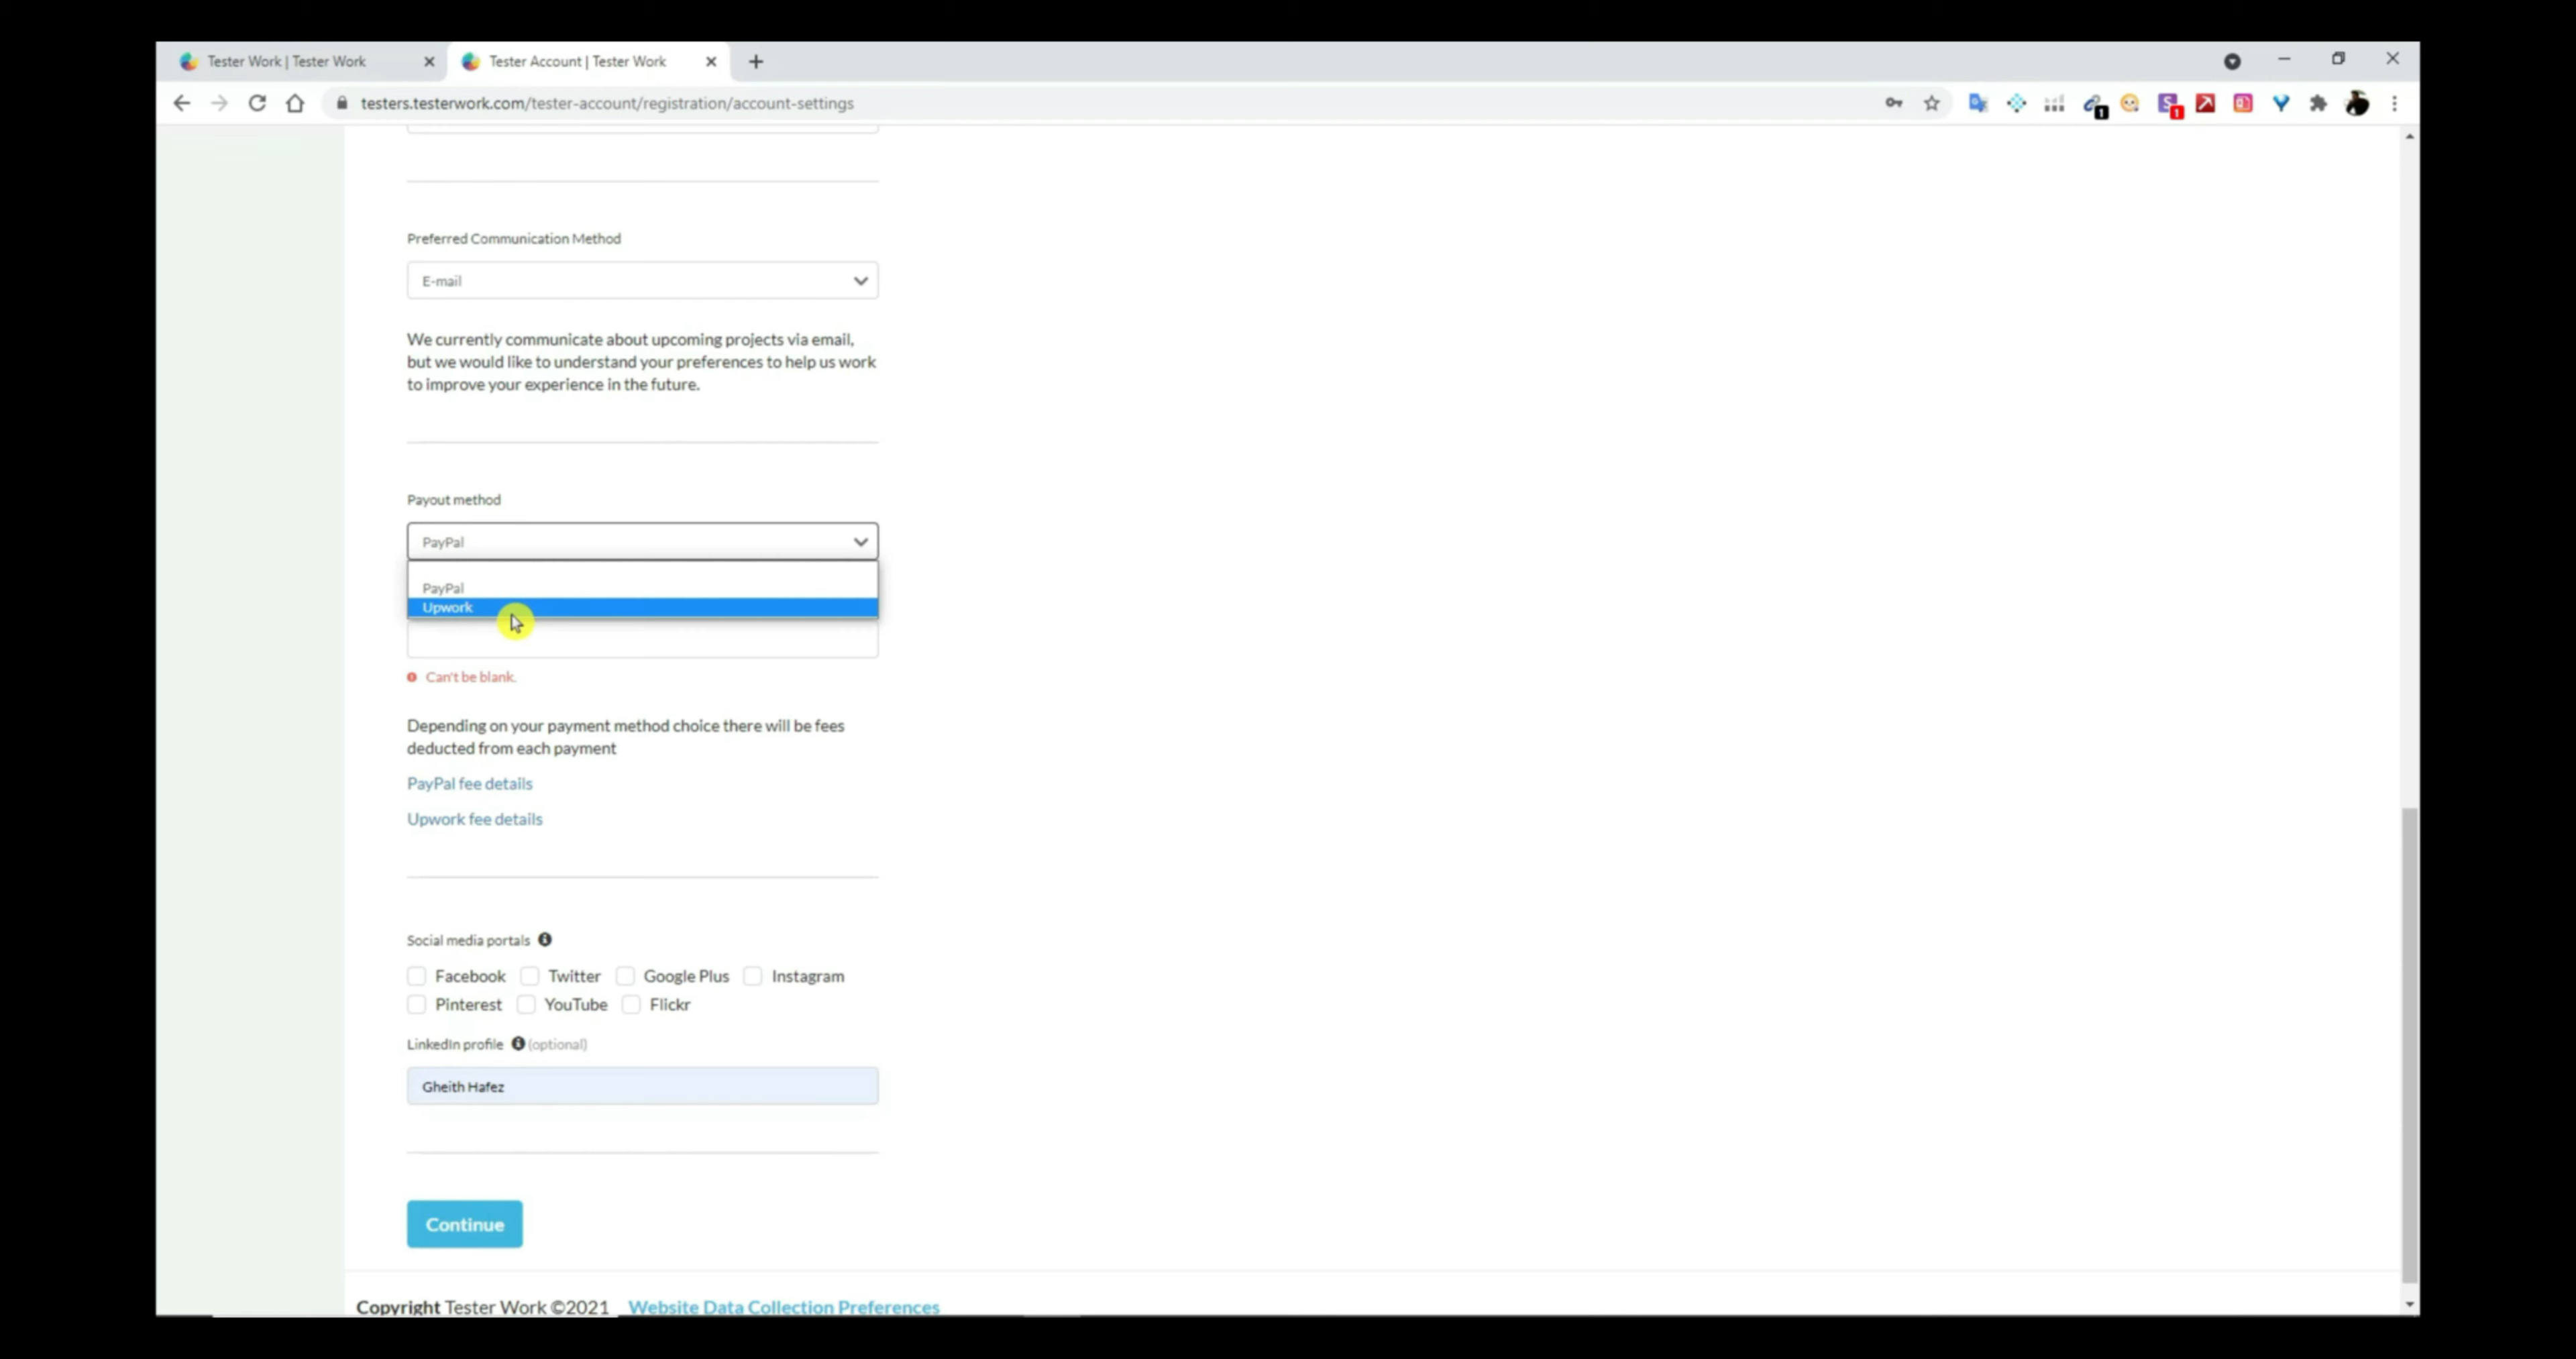 Tester Work | Tester Work
Tester Account | Tester Work
testers.testerwork.com/tester-account/registration/account-settings
1
S
1
Preferred Communication Method
E-mail
We currently communicate about upcoming projects via email,
but we would like to understand your preferences to help us work
to improve your experience in the future.
Payout method
PayPal
PayPal
Upwork
Can't be blank.
Depending on your payment method choice there will be fees
deducted from each payment
PayPal fee details
Upwork fee details
Social media portals
Facebook Twitter Google Plus Instagram
Pinterest YouTube Flickr
LinkedIn profile (optional)
Gheith Hafez
Continue
Copyright Tester Work ©2021 Website Data Collection Preferences